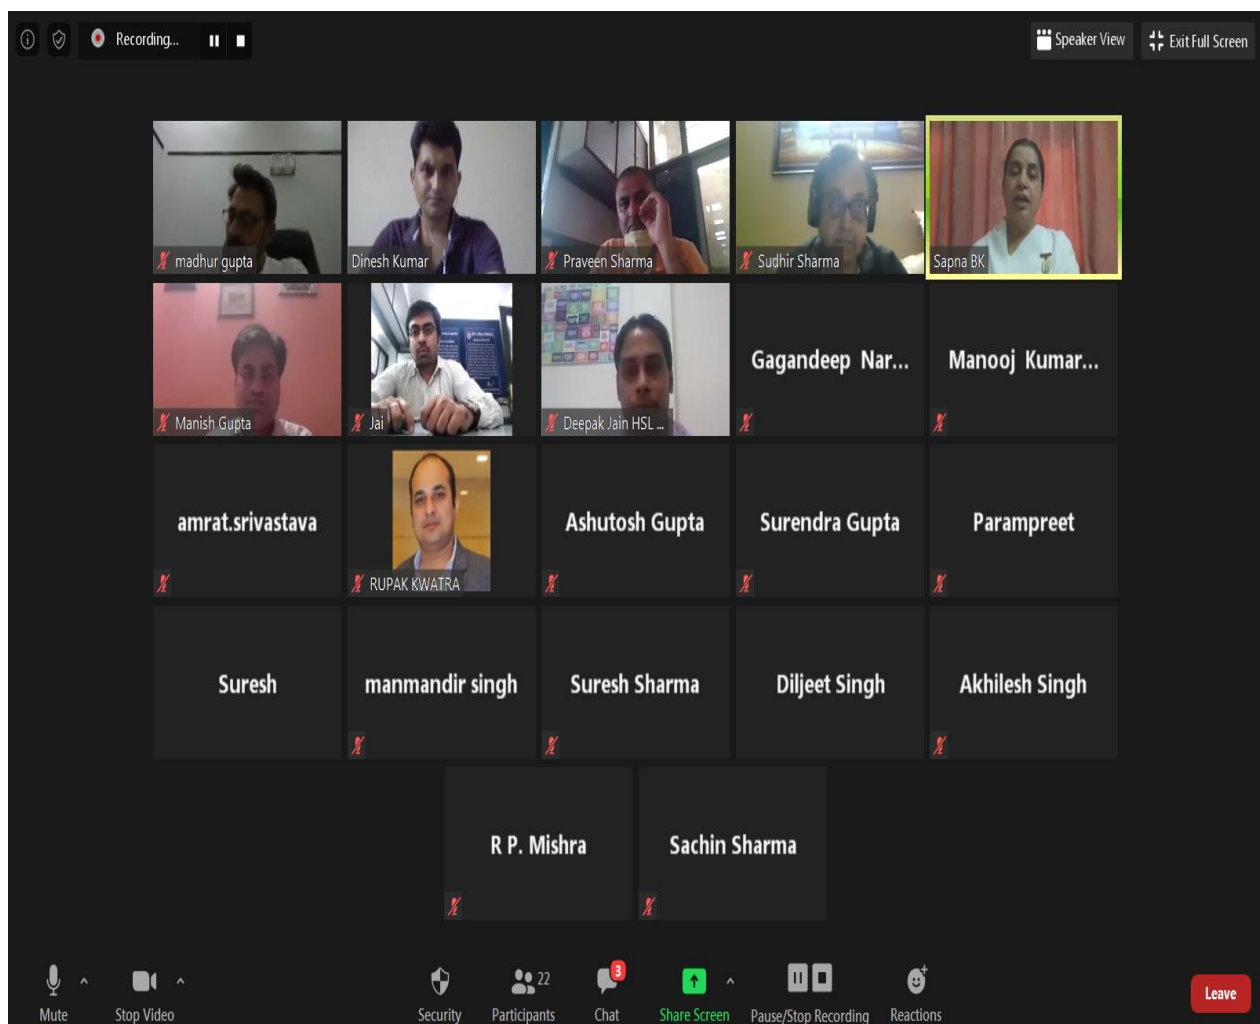 Recording...
Speaker View
Exit Full Screen
madhur gupta
Dinesh Kumar
Praveen Sharma
Sudhir Sharma
Sapna BK
Manish Gupta
Jai
Deepak Jain HSL ...
Gagandeep Nar...
Manooj Kumar...
amrat.srivastava
RUPAK KWATRA
Ashutosh Gupta
Surendra Gupta
Parampreet
Suresh
manmandir singh
Suresh Sharma
Diljeet Singh
Akhilesh Singh
R P. Mishra
Sachin Sharma
22
3
Mute
Stop Video
Security
Participants
Chat
Share Screen
Pause/Stop Recording
Reactions
Leave